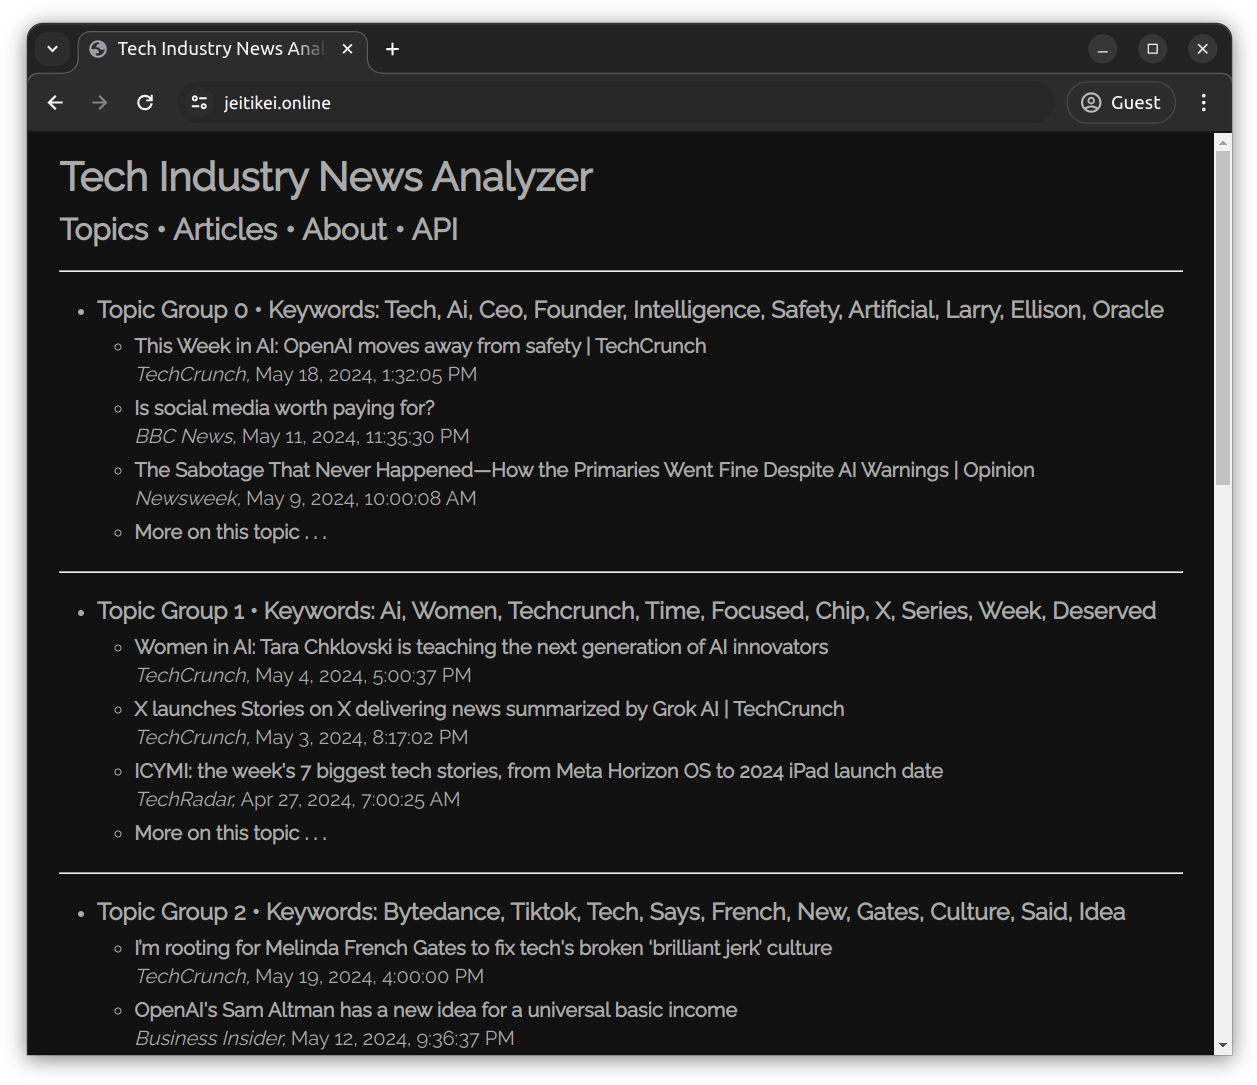 Tech Industry News Anal
jeitikei.online
Guest
Tech Industry News Analyzer
Topics • Articles • About • API
Topic Group 0 • Keywords: Tech, Ai, Ceo, Founder, Intelligence, Safety, Artificial, Larry, Ellison, Oracle
This Week in AI: OpenAI moves away from safety | TechCrunch
TechCrunch, May 18, 2024, 1:32:05 PM
Is social media worth paying for?
BBC News, May 11, 2024, 11:35:30 PM
The Sabotage That Never Happened—How the Primaries Went Fine Despite AI Warnings | Opinion
Newsweek, May 9, 2024, 10:00:08 AM
More on this topic . . .
Topic Group 1 • Keywords: Ai, Women, Techcrunch, Time, Focused, Chip, X, Series, Week, Deserved
Women in AI: Tara Chklovski is teaching the next generation of AI innovators
TechCrunch, May 4, 2024, 5:00:37 PM
X launches Stories on X delivering news summarized by Grok AI | TechCrunch
TechCrunch, May 3, 2024, 8:17:02 PM
ICYMI: the week's 7 biggest tech stories, from Meta Horizon OS to 2024 iPad launch date
TechRadar, Apr 27, 2024, 7:00:25 AM
More on this topic . . .
Topic Group 2 • Keywords: Bytedance, Tiktok, Tech, Says, French, New, Gates, Culture, Said, Idea
I’m rooting for Melinda French Gates to fix tech's broken ‘brilliant jerk’ culture
TechCrunch, May 19, 2024, 4:00:00 PM
OpenAI's Sam Altman has a new idea for a universal basic income
Business Insider, May 12, 2024, 9:36:37 PM